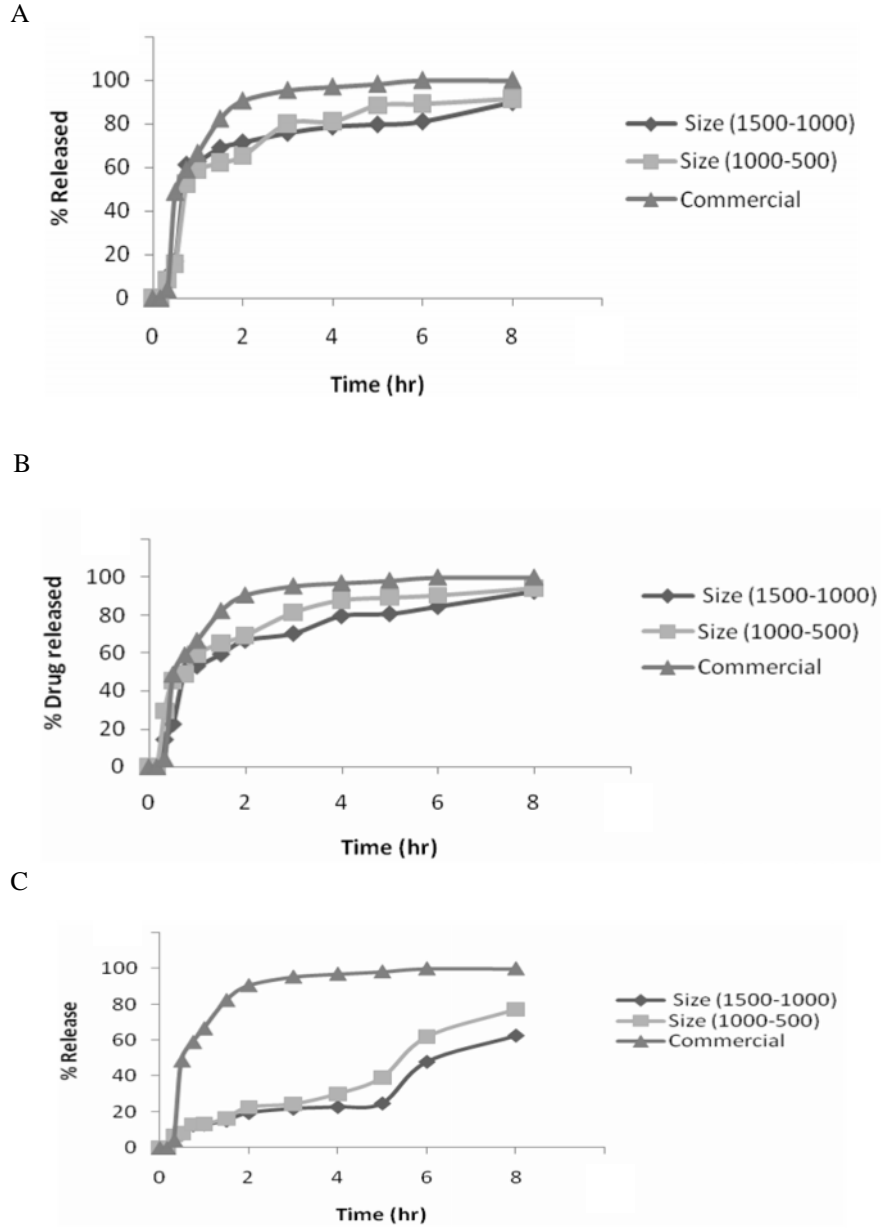 A
% Released
100
80
60
40
20
0
0 2 4 6 8
Time (hr)
Size (1500-1000)
Size (1000-500)
Commercial
B
% Drug released
100
80
60
40
20
0
0 2 4 6 8
Time (hr)
Size (1500-1000)
Size (1000-500)
Commercial
C
% Release
100
80
60
40
20
0
0 2 4 6 8
Time (hr)
Size (1500-1000)
Size (1000-500)
Commercial